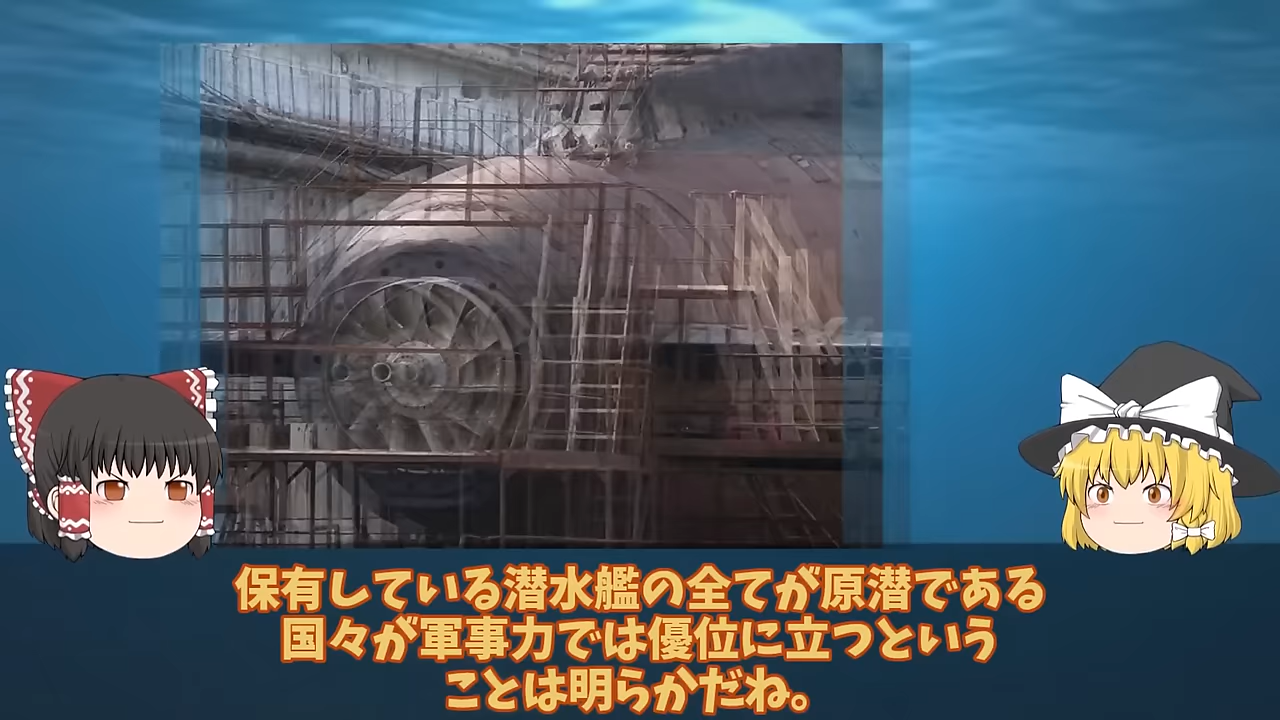 保有している潜水艦の全てが原潜である
国々が軍事力では優位に立つという
ことは明らかだね。